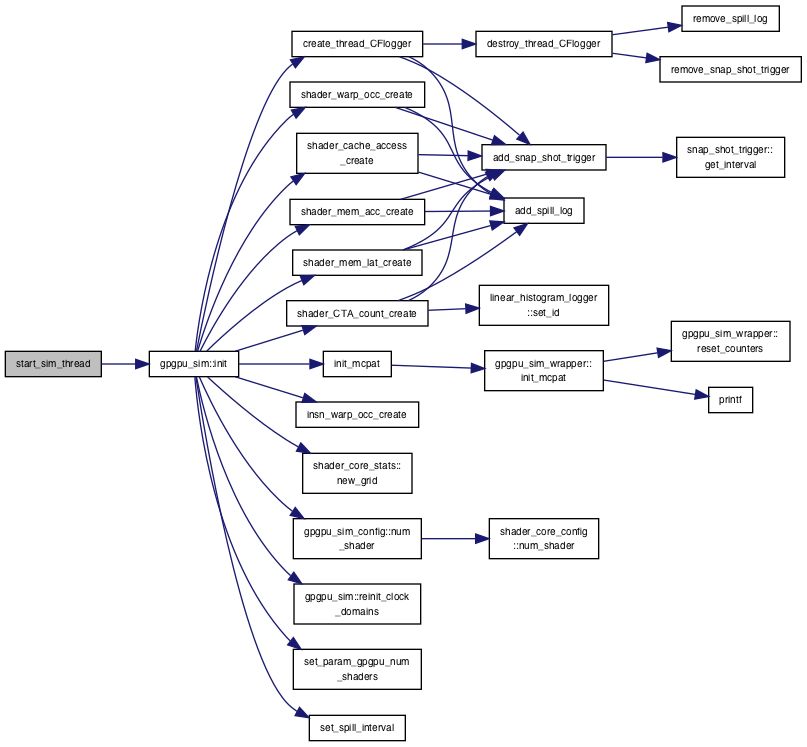 start_sim_thread
gpgpu_sim::init
create_thread_CFlogger
destroy_thread_CFlogger
remove_spill_log
remove_snap_shot_trigger
shader_warp_occ_create
shader_cache_access
_create
add_snap_shot_trigger
snap_shot_trigger::
get_interval
shader_mem_acc_create
add_spill_log
shader_mem_lat_create
shader_CTA_count_create
linear_histogram_logger
::set_id
init_mcpat
gpgpu_sim_wrapper::
init_mcpat
gpgpu_sim_wrapper::
reset_counters
printf
insn_warp_occ_create
shader_core_stats::
new_grid
gpgpu_sim_config::num
_shader
shader_core_config
::num_shader
gpgpu_sim::reinit_clock
_domains
set_param_gpgpu_num
_shaders
set_spill_interval